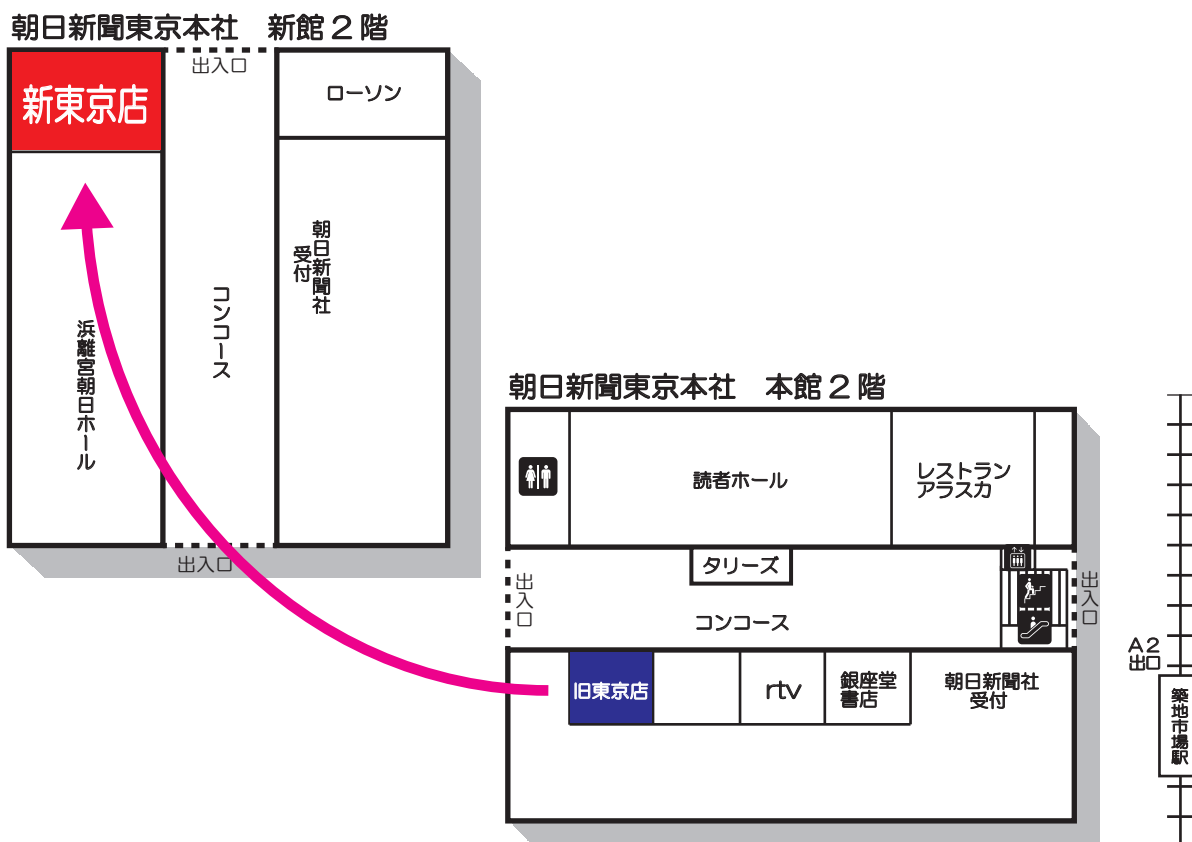 朝日新聞東京本社　新館２階
出入口
新東京店
ローソン
朝日新聞社
受付
コンコース
浜離宮朝日ホール
出入口
朝日新聞東京本社　本館２階
読者ホール
レストラン
アラスカ
タリーズ
出入口
コンコース
出入口
旧東京店
rtv
銀座堂
書店
朝日新聞社
受付
A2
出口
築地市場駅